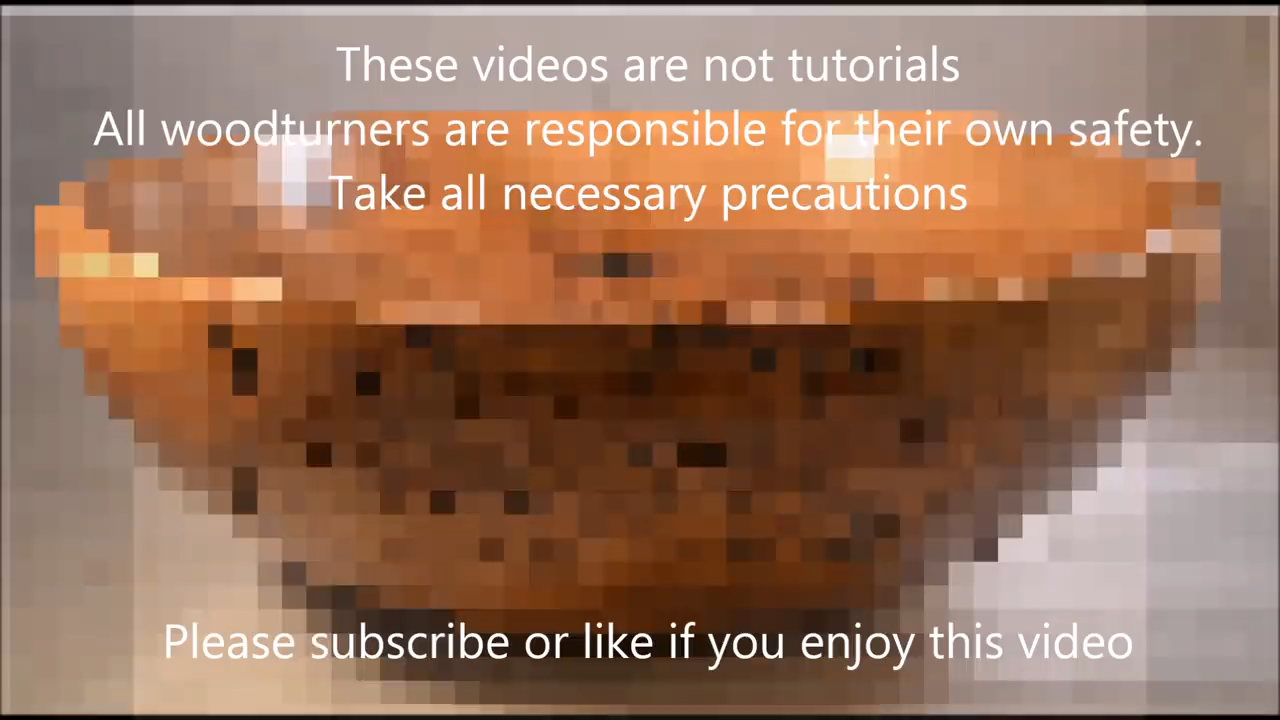 These videos are not tutorials
All woodturners are responsible for their own safety.
Take all necessary precautions
Please subscribe or like if you enjoy this video